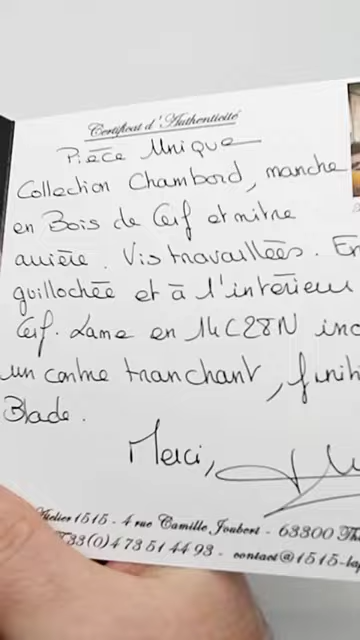 Certificat d'Authenticité
Pièce Unique
Collection Chambord, manche
en Bois de Cerf et mitre
arrière. Vis travaillées. En
guillochée et à l'intérieur
Cerf. Lame en 14C28N inc
un contre tranchant, finiti
Blade.
Merci,
Atelier 1515 - 4 rue Camille Joubert - 63300 Th
33(0)4 73 51 44 93 - contact@1515-la